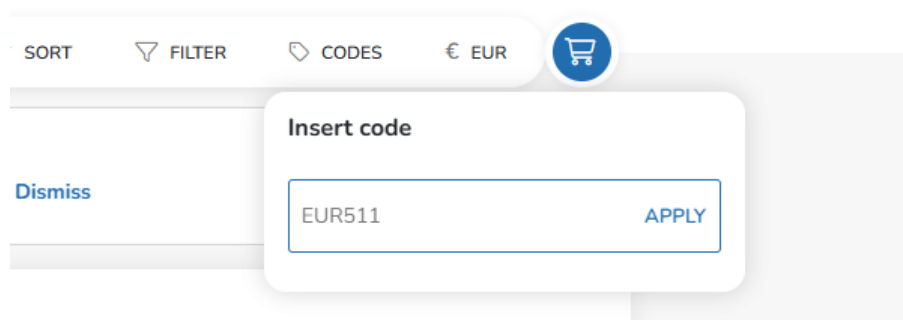 SORT FILTER CODES € EUR
Insert code
Dismiss
EUR511 APPLY